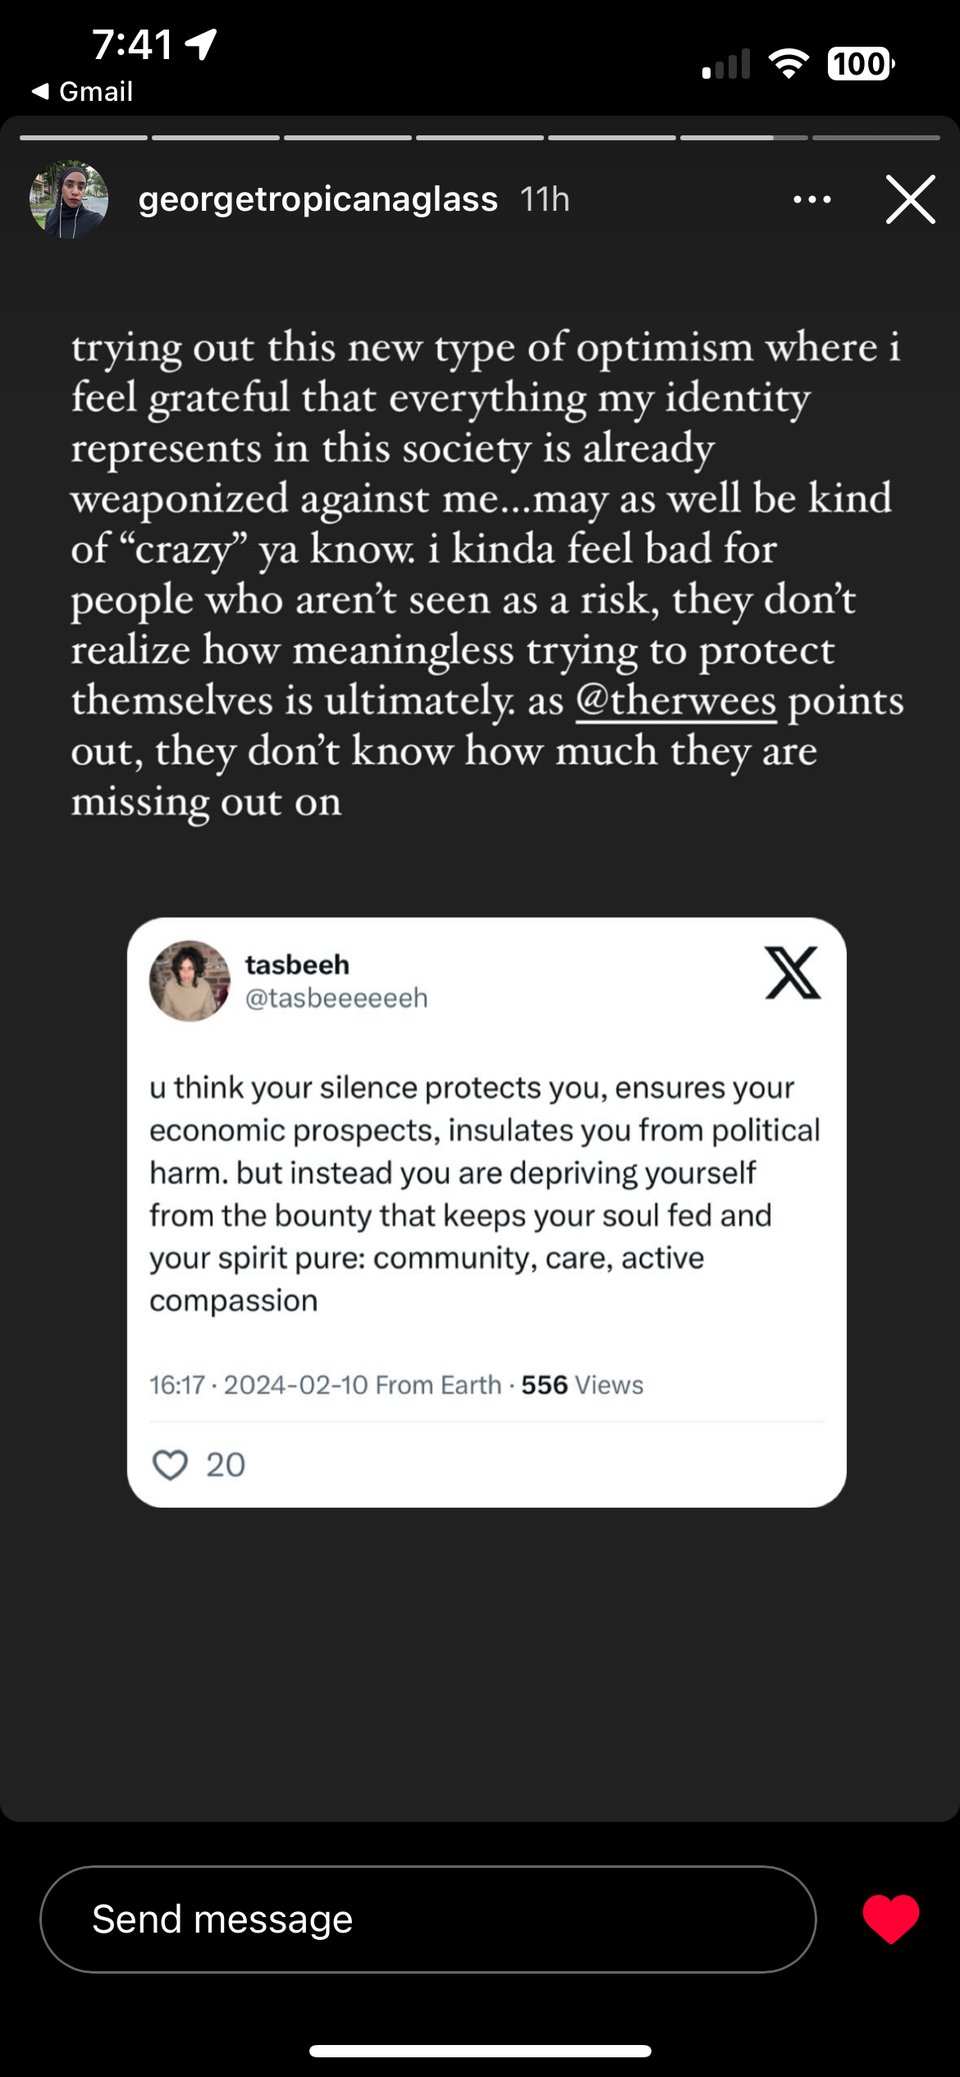 7:41
◀ Gmail
100
georgetropicanaglass 11h
trying out this new type of optimism where i
feel grateful that everything my identity
represents in this society is already
weaponized against me...may as well be kind
of “crazy” ya know. i kinda feel bad for
people who aren’t seen as a risk, they don’t
realize how meaningless trying to protect
themselves is ultimately. as @therwees points
out, they don’t know how much they are
missing out on
tasbeeh
@tasbeeeeeeh
u think your silence protects you, ensures your
economic prospects, insulates you from political
harm. but instead you are depriving yourself
from the bounty that keeps your soul fed and
your spirit pure: community, care, active
compassion
16:17 · 2024-02-10 From Earth · 556 Views
20
Send message